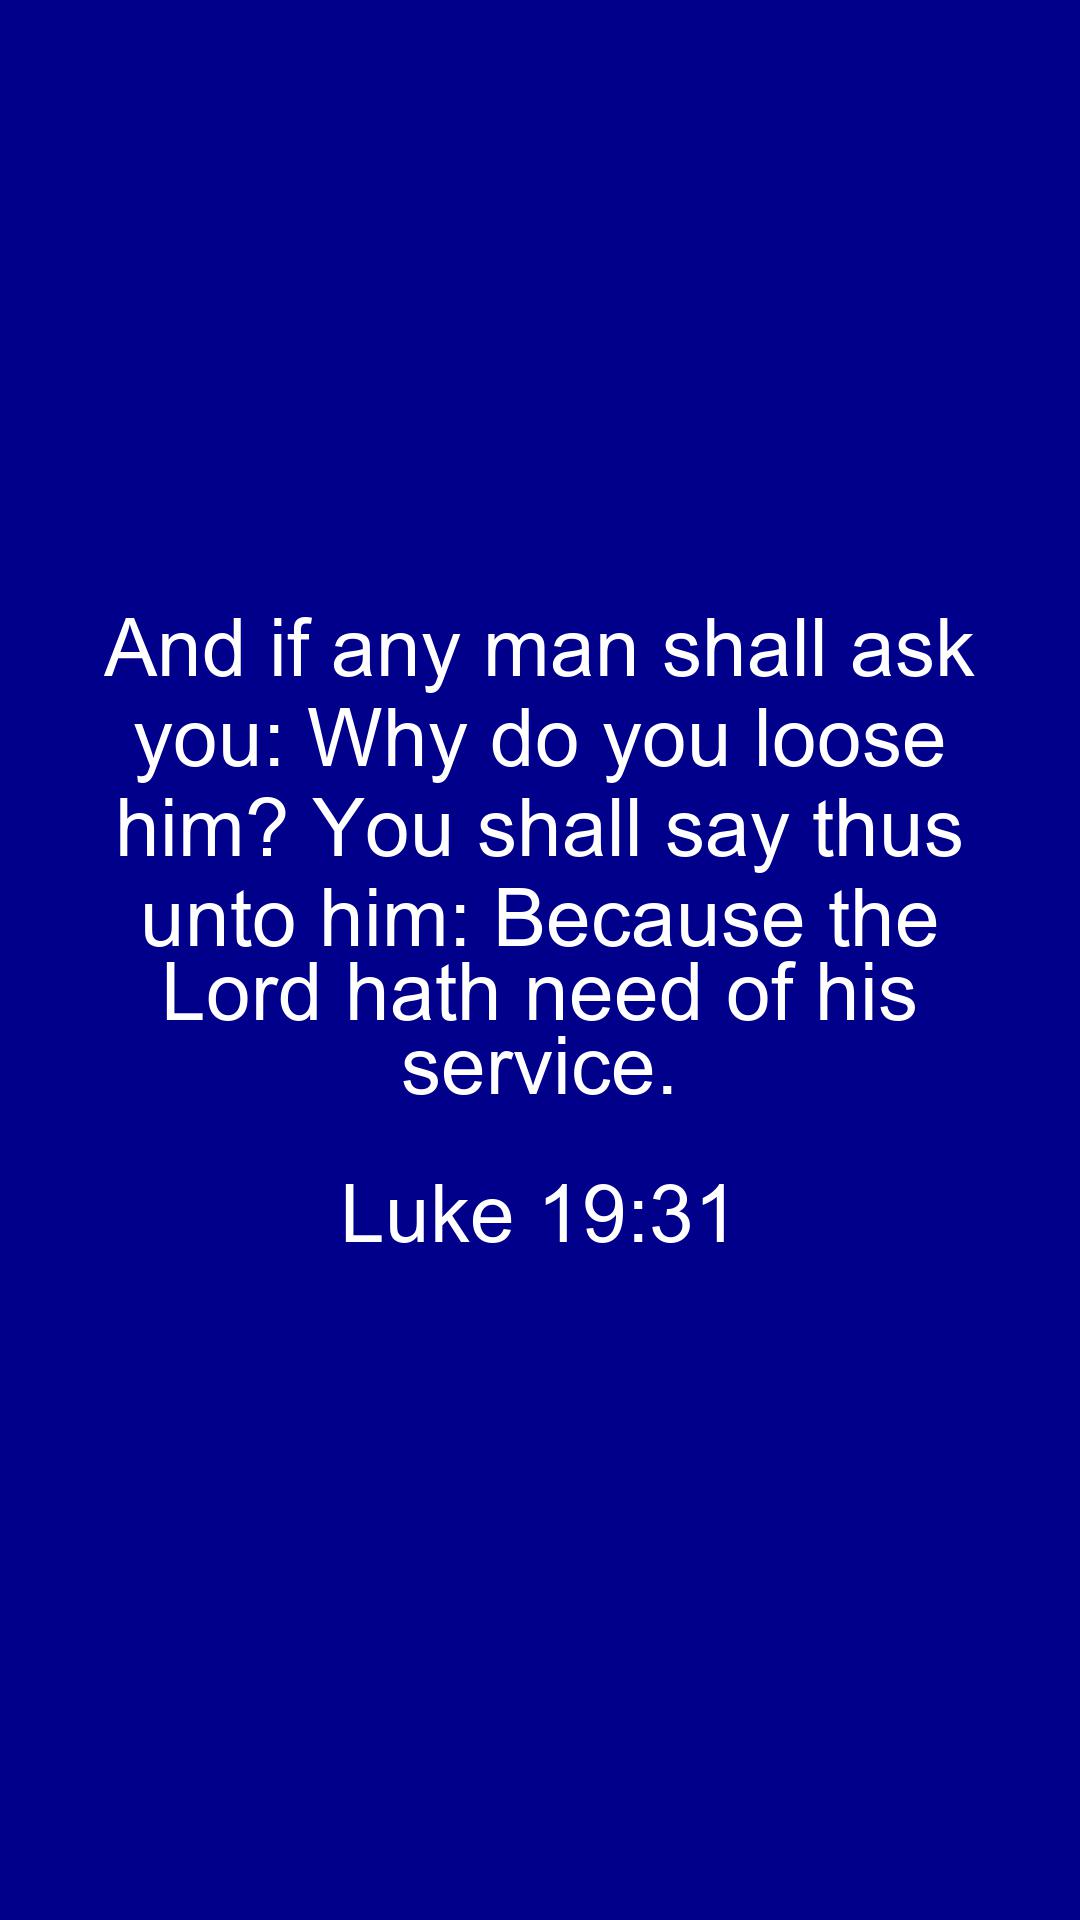 And if any man shall ask
you: Why do you loose
him? You shall say thus
unto him: Because the
Lord hath need of his
service.
Luke 19:31